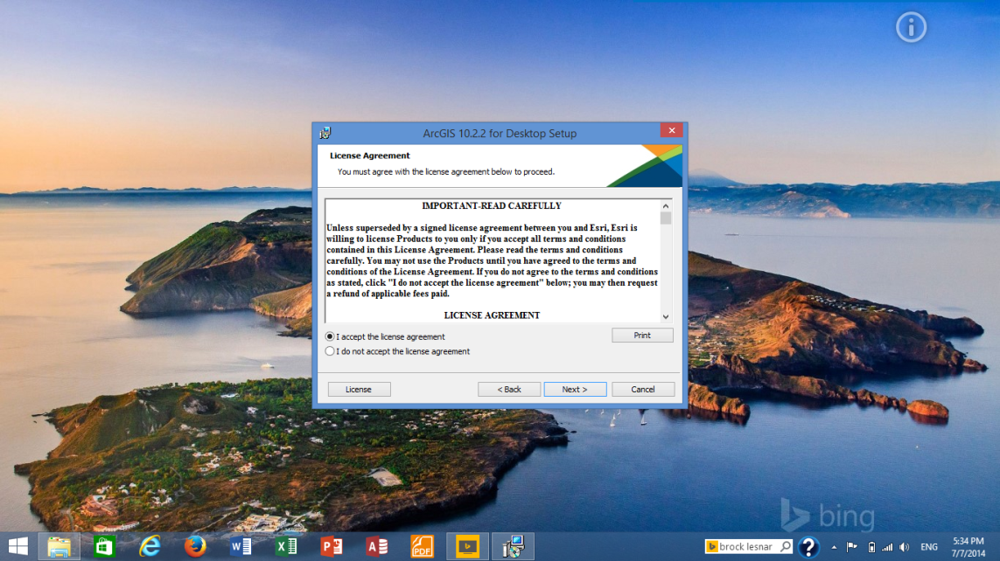 ArcGIS 10.2.2 for Desktop Setup
License Agreement
You must agree with the license agreement below to proceed.
IMPORTANT-READ CAREFULLY
Unless superseded by a signed license agreement between you and Esri, Esri is
willing to license Products to you only if you accept all terms and conditions
contained in this License Agreement. Please read the terms and conditions
carefully. You may not use the Products until you have agreed to the terms and
conditions of the License Agreement. If you do not agree to the terms and conditions
as stated, click "I do not accept the license agreement" below; you may then request
a refund of applicable fees paid.
LICENSE AGREEMENT
I accept the license agreement
Print
I do not accept the license agreement
License
< Back
Next >
Cancel
bing
PDF
brock lesnar
ENG
5:34 PM
7/7/2014